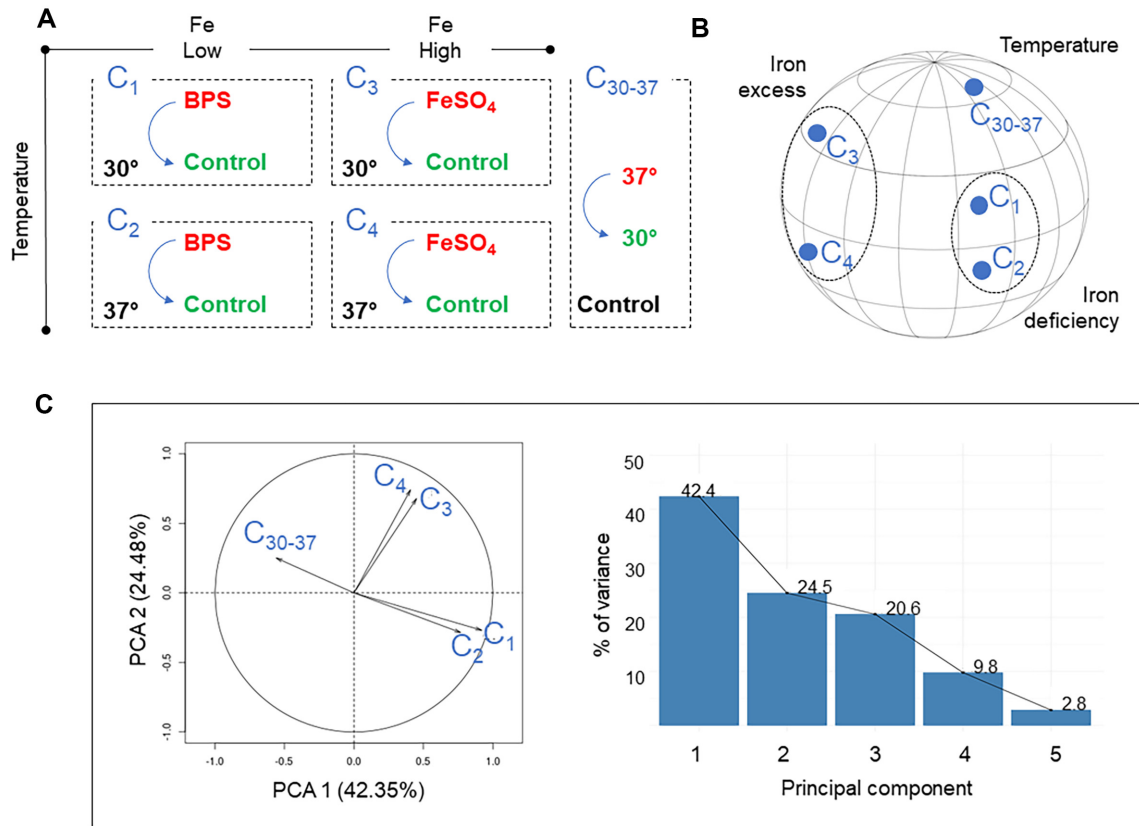 A
Fe
Low
Fe
High
Temperature
C1
BPS
Control
30º
C3
FeSO4
Control
30º
C30-37
37º
30º
Control
C2
BPS
Control
37º
C4
FeSO4
Control
37º
B
Iron
excess
Temperature
C30-37
C3
C1
C4
C2
Iron
deficiency
C
PCA 2 (24.48%)
1.0
0.5
0.0
-0.5
-1.0
C4
C3
C30-37
C2
C1
-1.0 -0.5 0.0 0.5 1.0
PCA 1 (42.35%)
% of variance
50
40
30
20
10
42.4
24.5
20.6
9.8
2.8
1 2 3 4 5
Principal component